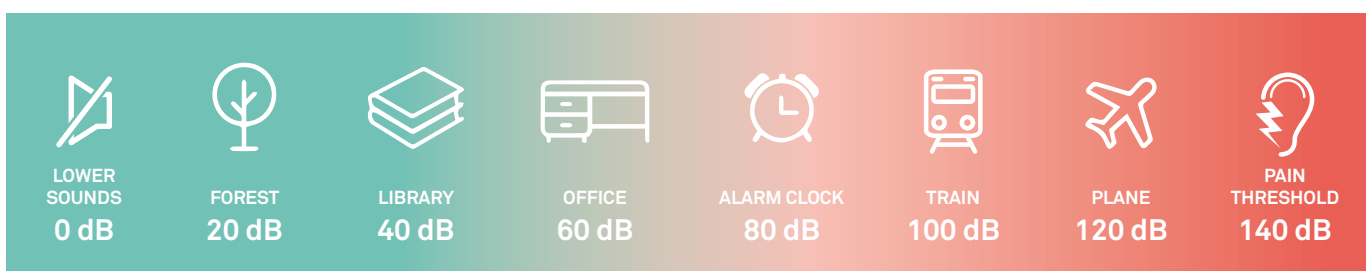 LOWER
SOUNDS
0 dB
FOREST
20 dB
LIBRARY
40 dB
OFFICE
60 dB
ALARM CLOCK
80 dB
TRAIN
100 dB
PLANE
120 dB
PAIN
THRESHOLD
140 dB